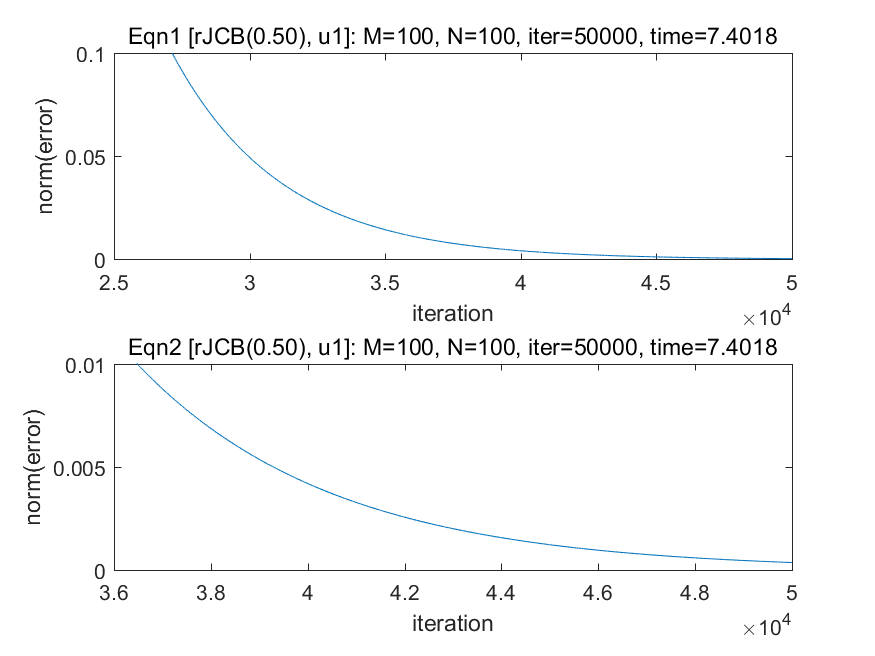 Eqn1 [rJCB(0.50), u1]: M=100, N=100, iter=50000, time=7.4018
0.1
0.05
0
norm(error)
2.5 3 3.5 4 4.5 5
iteration
×10^4
Eqn2 [rJCB(0.50), u1]: M=100, N=100, iter=50000, time=7.4018
0.01
0.005
0
norm(error)
3.6 3.8 4 4.2 4.4 4.6 4.8 5
iteration
×10^4